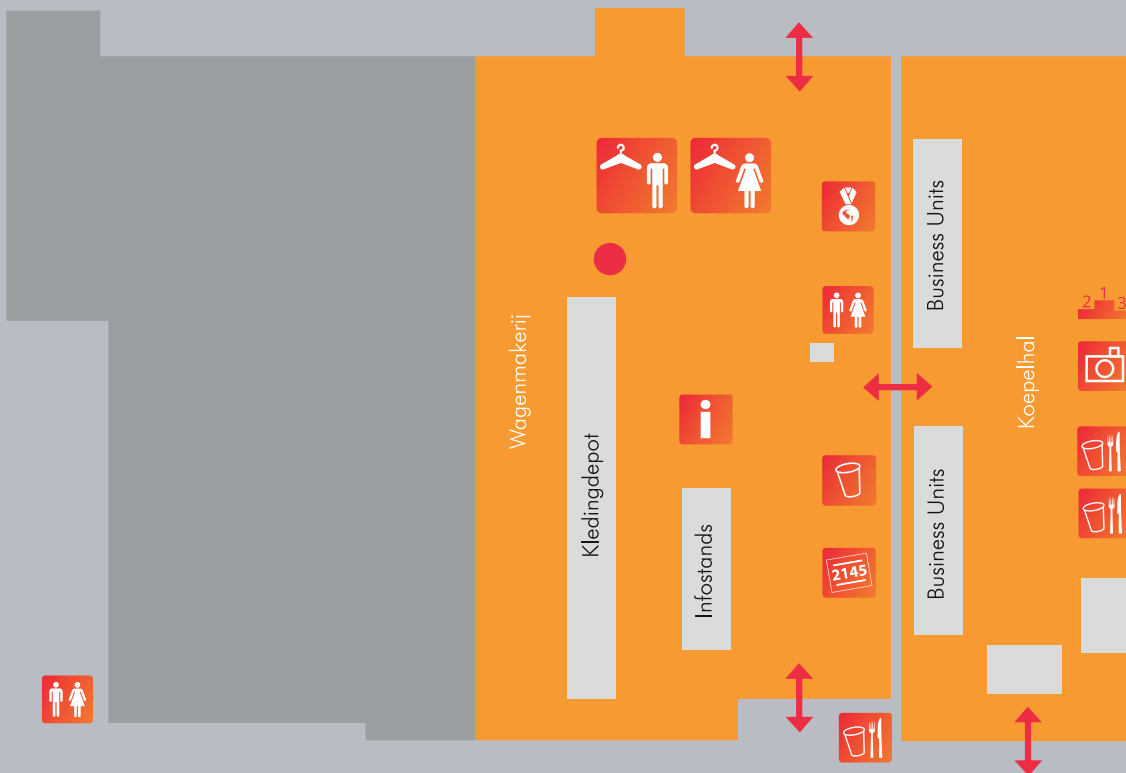 Wagenmakerij
Kledingdepot
Infostands
2145
Business Units
Business Units
Koepelhal
1
2
3